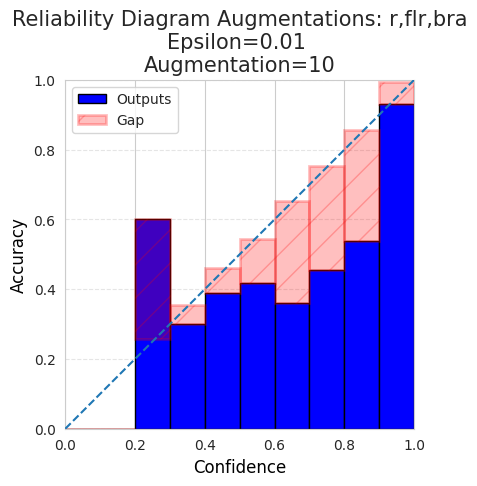 Reliability Diagram Augmentations: r,flr,bra
Epsilon=0.01
Augmentation=10
1.0
Outputs
Gap
0.8
0.6
0.4
0.2
0.0
Accuracy
0.0 0.2 0.4 0.6 0.8 1.0
Confidence